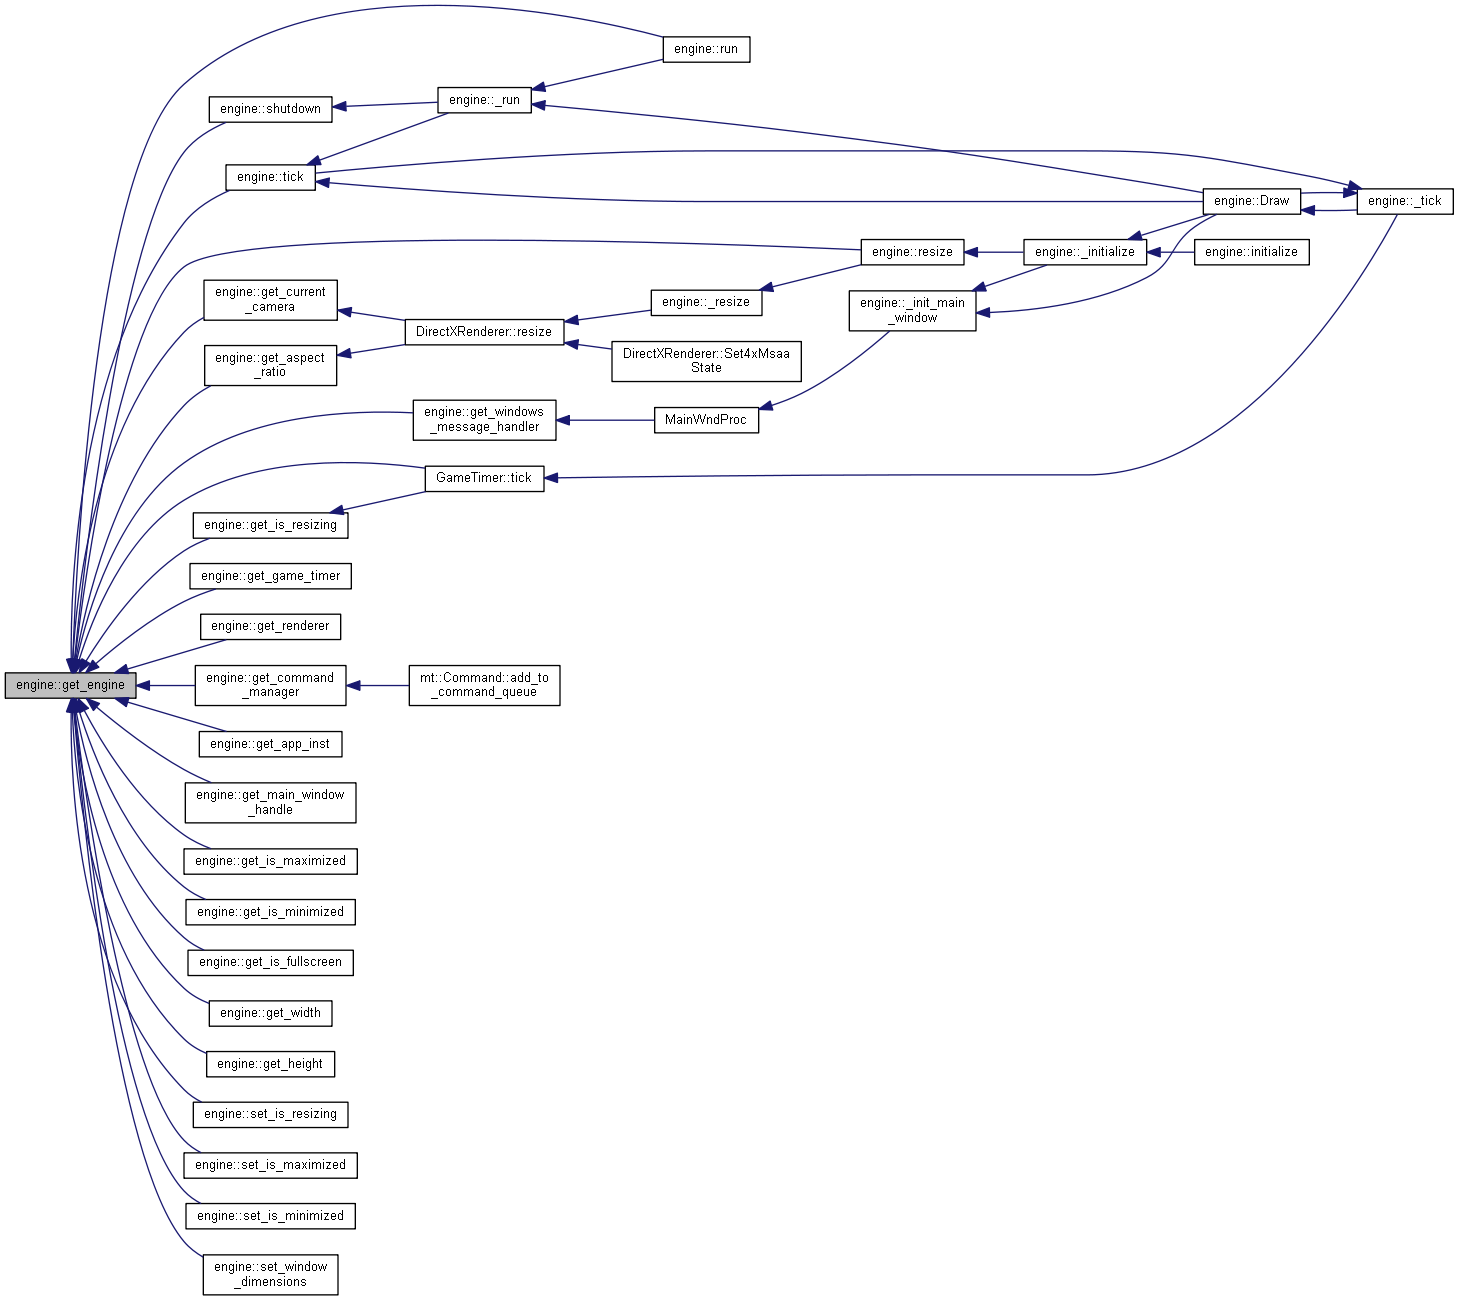 engine::run
engine::_run
engine::shutdown
engine::tick
engine::Draw
engine::_tick
engine::resize
engine::_initialize
engine::initialize
engine::get_current
_camera
engine::_resize
engine::_init_main
_window
DirectXRenderer::resize
engine::get_aspect
_ratio
DirectXRenderer::Set4xMsaa
State
engine::get_windows
_message_handler
MainWndProc
GameTimer::tick
engine::get_is_resizing
engine::get_game_timer
engine::get_renderer
engine::get_engine
engine::get_command
_manager
mt::Command::add_to
_command_queue
engine::get_app_inst
engine::get_main_window
_handle
engine::get_is_maximized
engine::get_is_minimized
engine::get_is_fullscreen
engine::get_width
engine::get_height
engine::set_is_resizing
engine::set_is_maximized
engine::set_is_minimized
engine::set_window
_dimensions